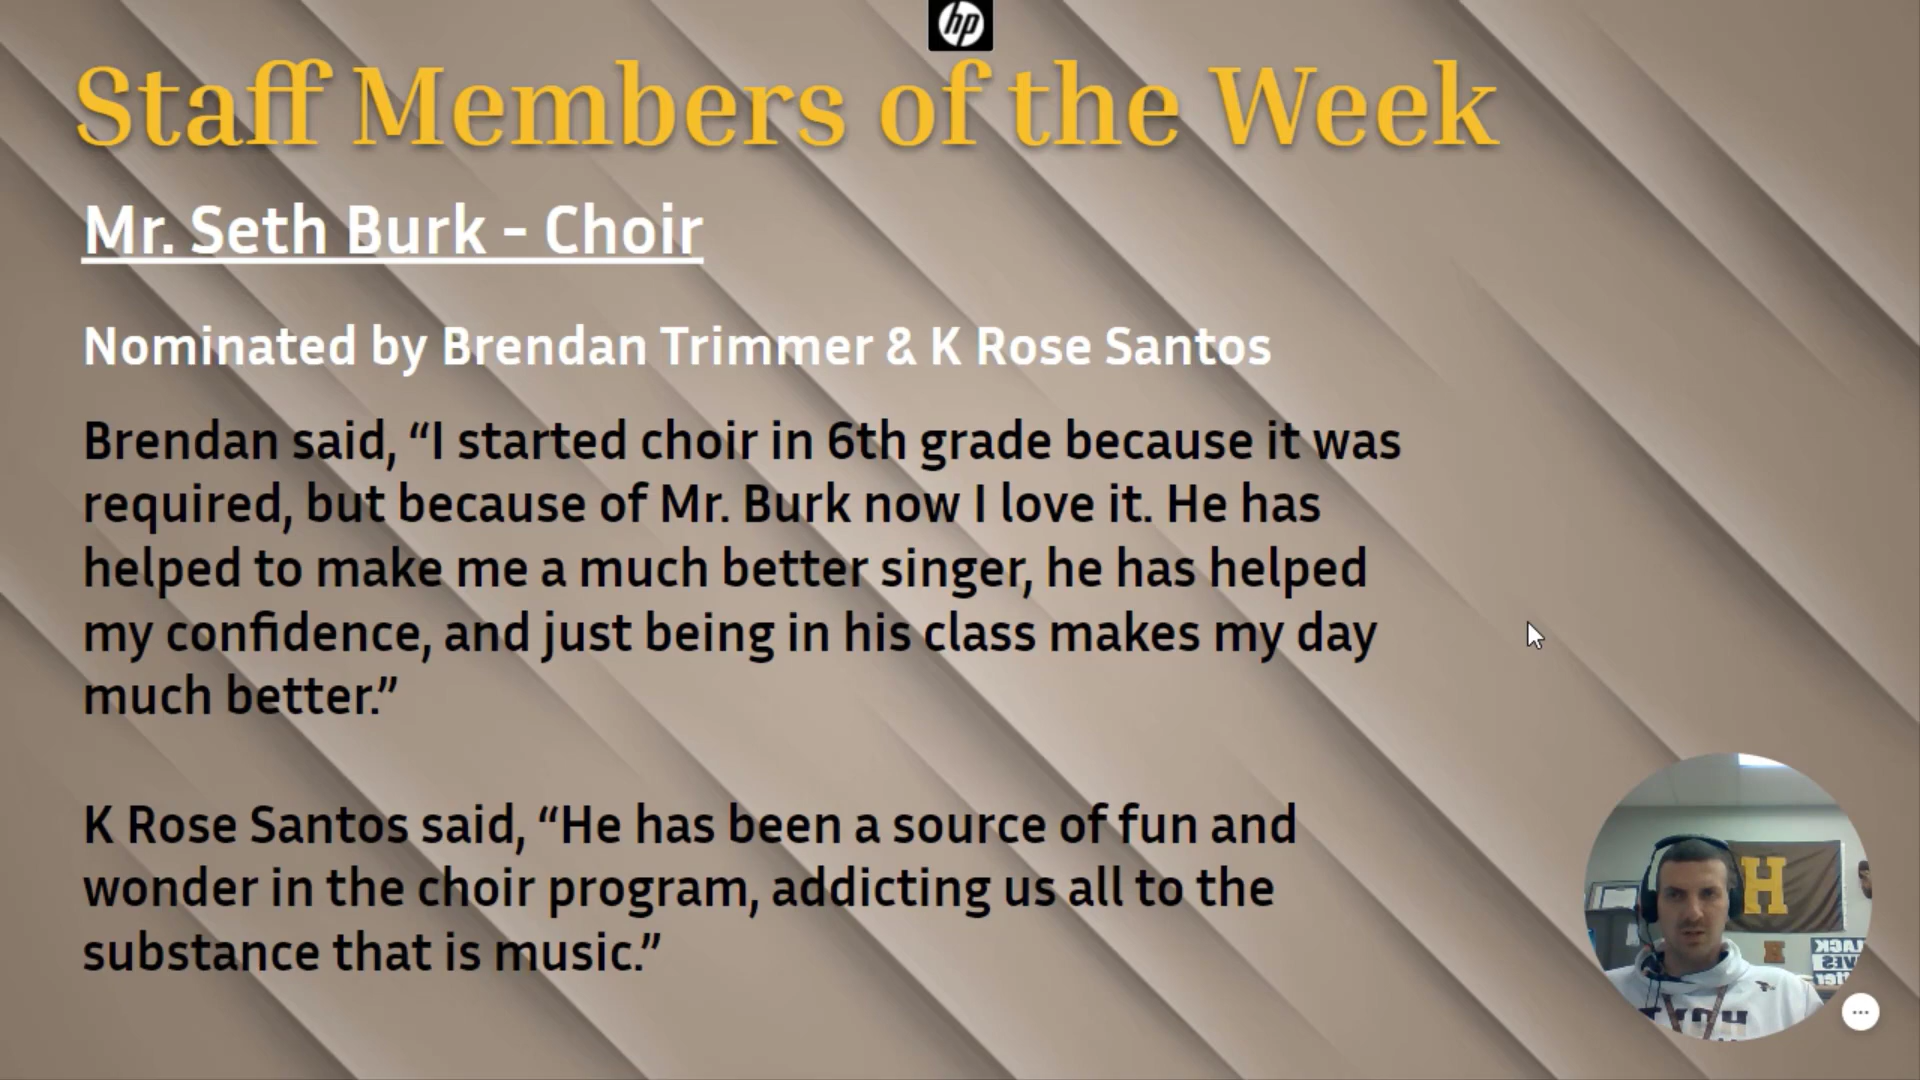 hp
Staff Members of the Week
Mr. Seth Burk - Choir
Nominated by Brendan Trimmer & K Rose Santos
Brendan said, “I started choir in 6th grade because it was
required, but because of Mr. Burk now I love it. He has
helped to make me a much better singer, he has helped
my confidence, and just being in his class makes my day
much better.”
K Rose Santos said, “He has been a source of fun and
wonder in the choir program, addicting us all to the
substance that is music.”
H